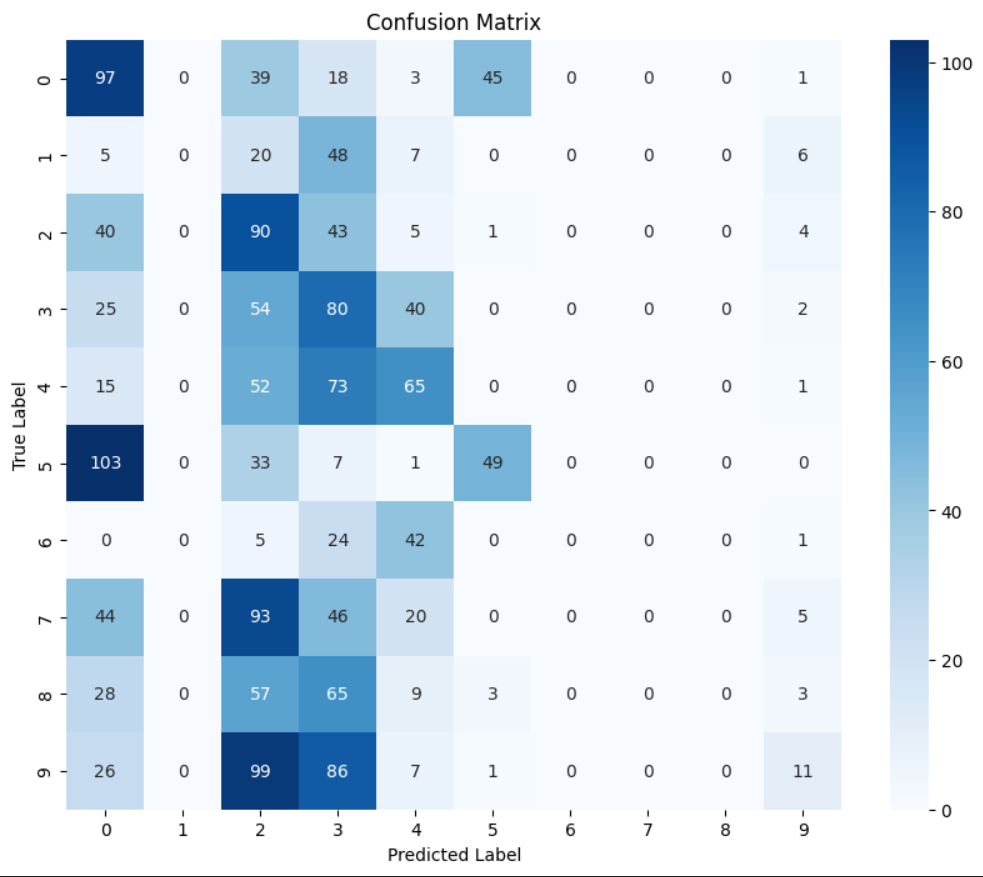 Confusion Matrix
0 97 0 39 18 3 45 0 0 0 1
1 5 0 20 48 7 0 0 0 0 6
2 40 0 90 43 5 1 0 0 0 4
3 25 0 54 80 40 0 0 0 0 2
4 15 0 52 73 65 0 0 0 0 1
5 103 0 33 7 1 49 0 0 0 0
6 0 0 5 24 42 0 0 0 0 1
7 44 0 93 46 20 0 0 0 0 5
8 28 0 57 65 9 3 0 0 0 3
9 26 0 99 86 7 1 0 0 0 11
0 1 2 3 4 5 6 7 8 9
Predicted Label
True Label
100
80
60
40
20
0